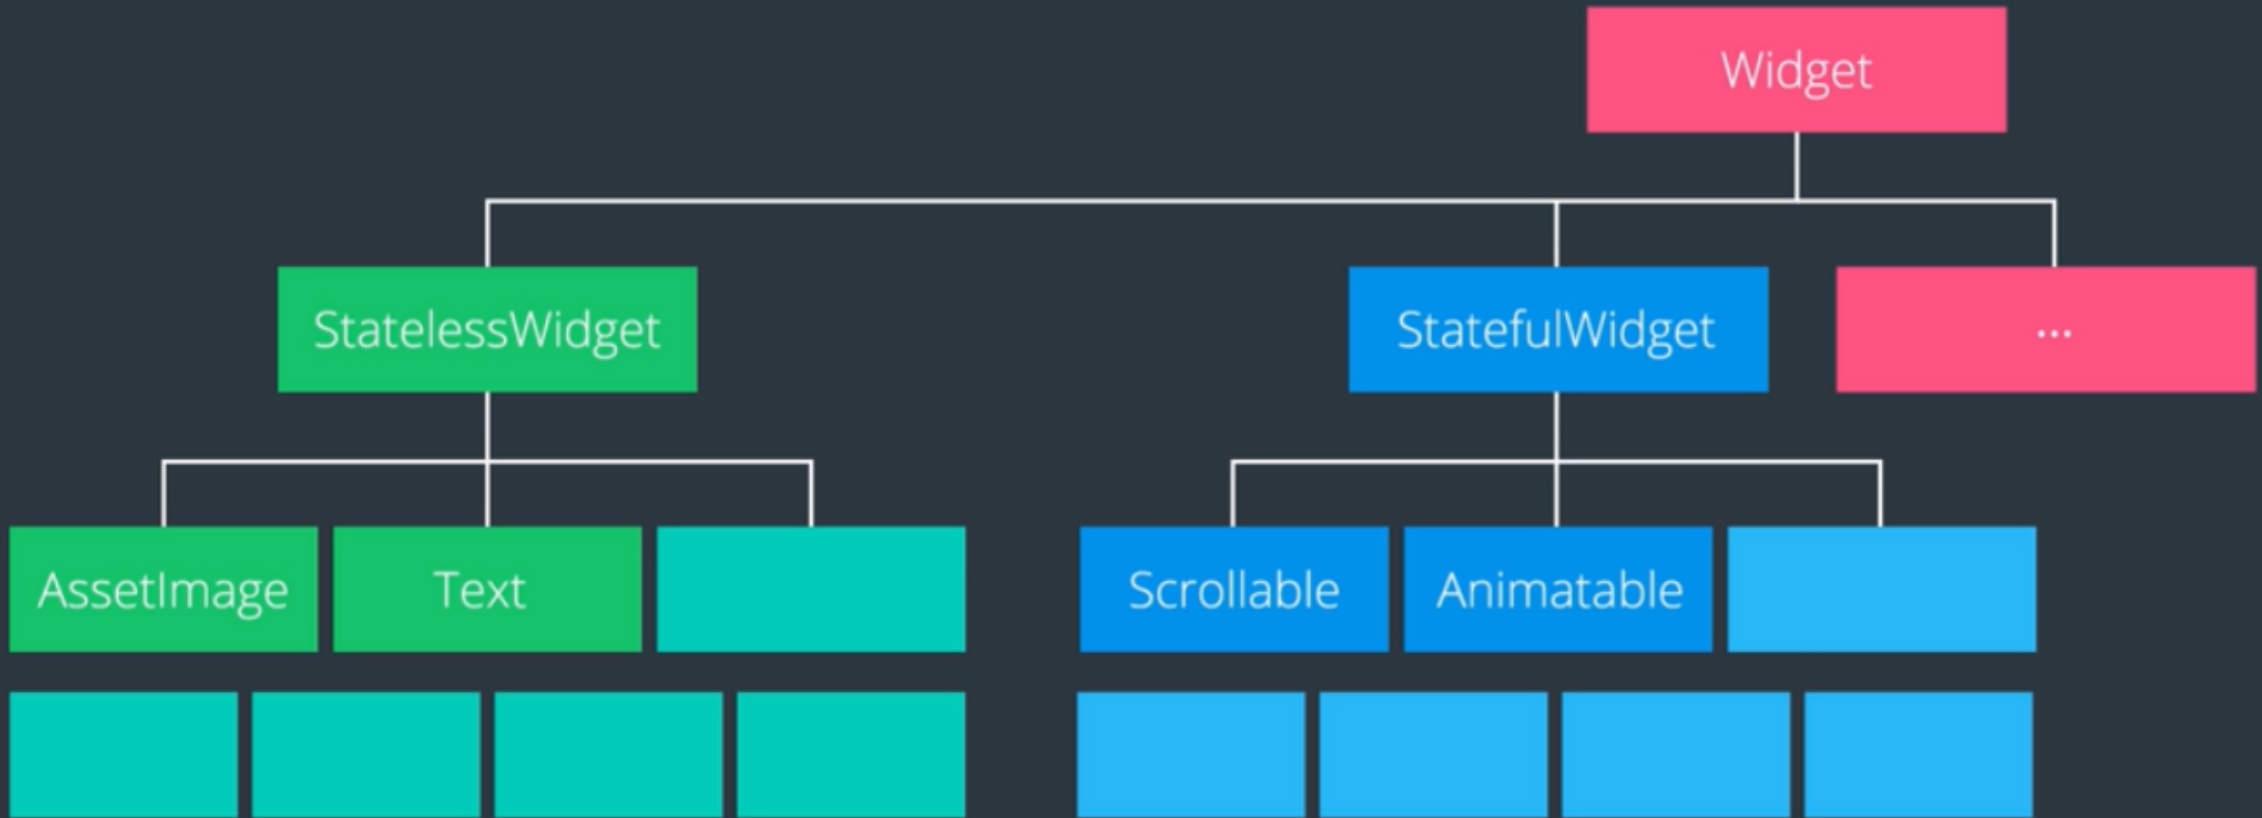 Widget
StatelessWidget
StatefulWidget
...
AssetImage
Text
Scrollable
Animatable